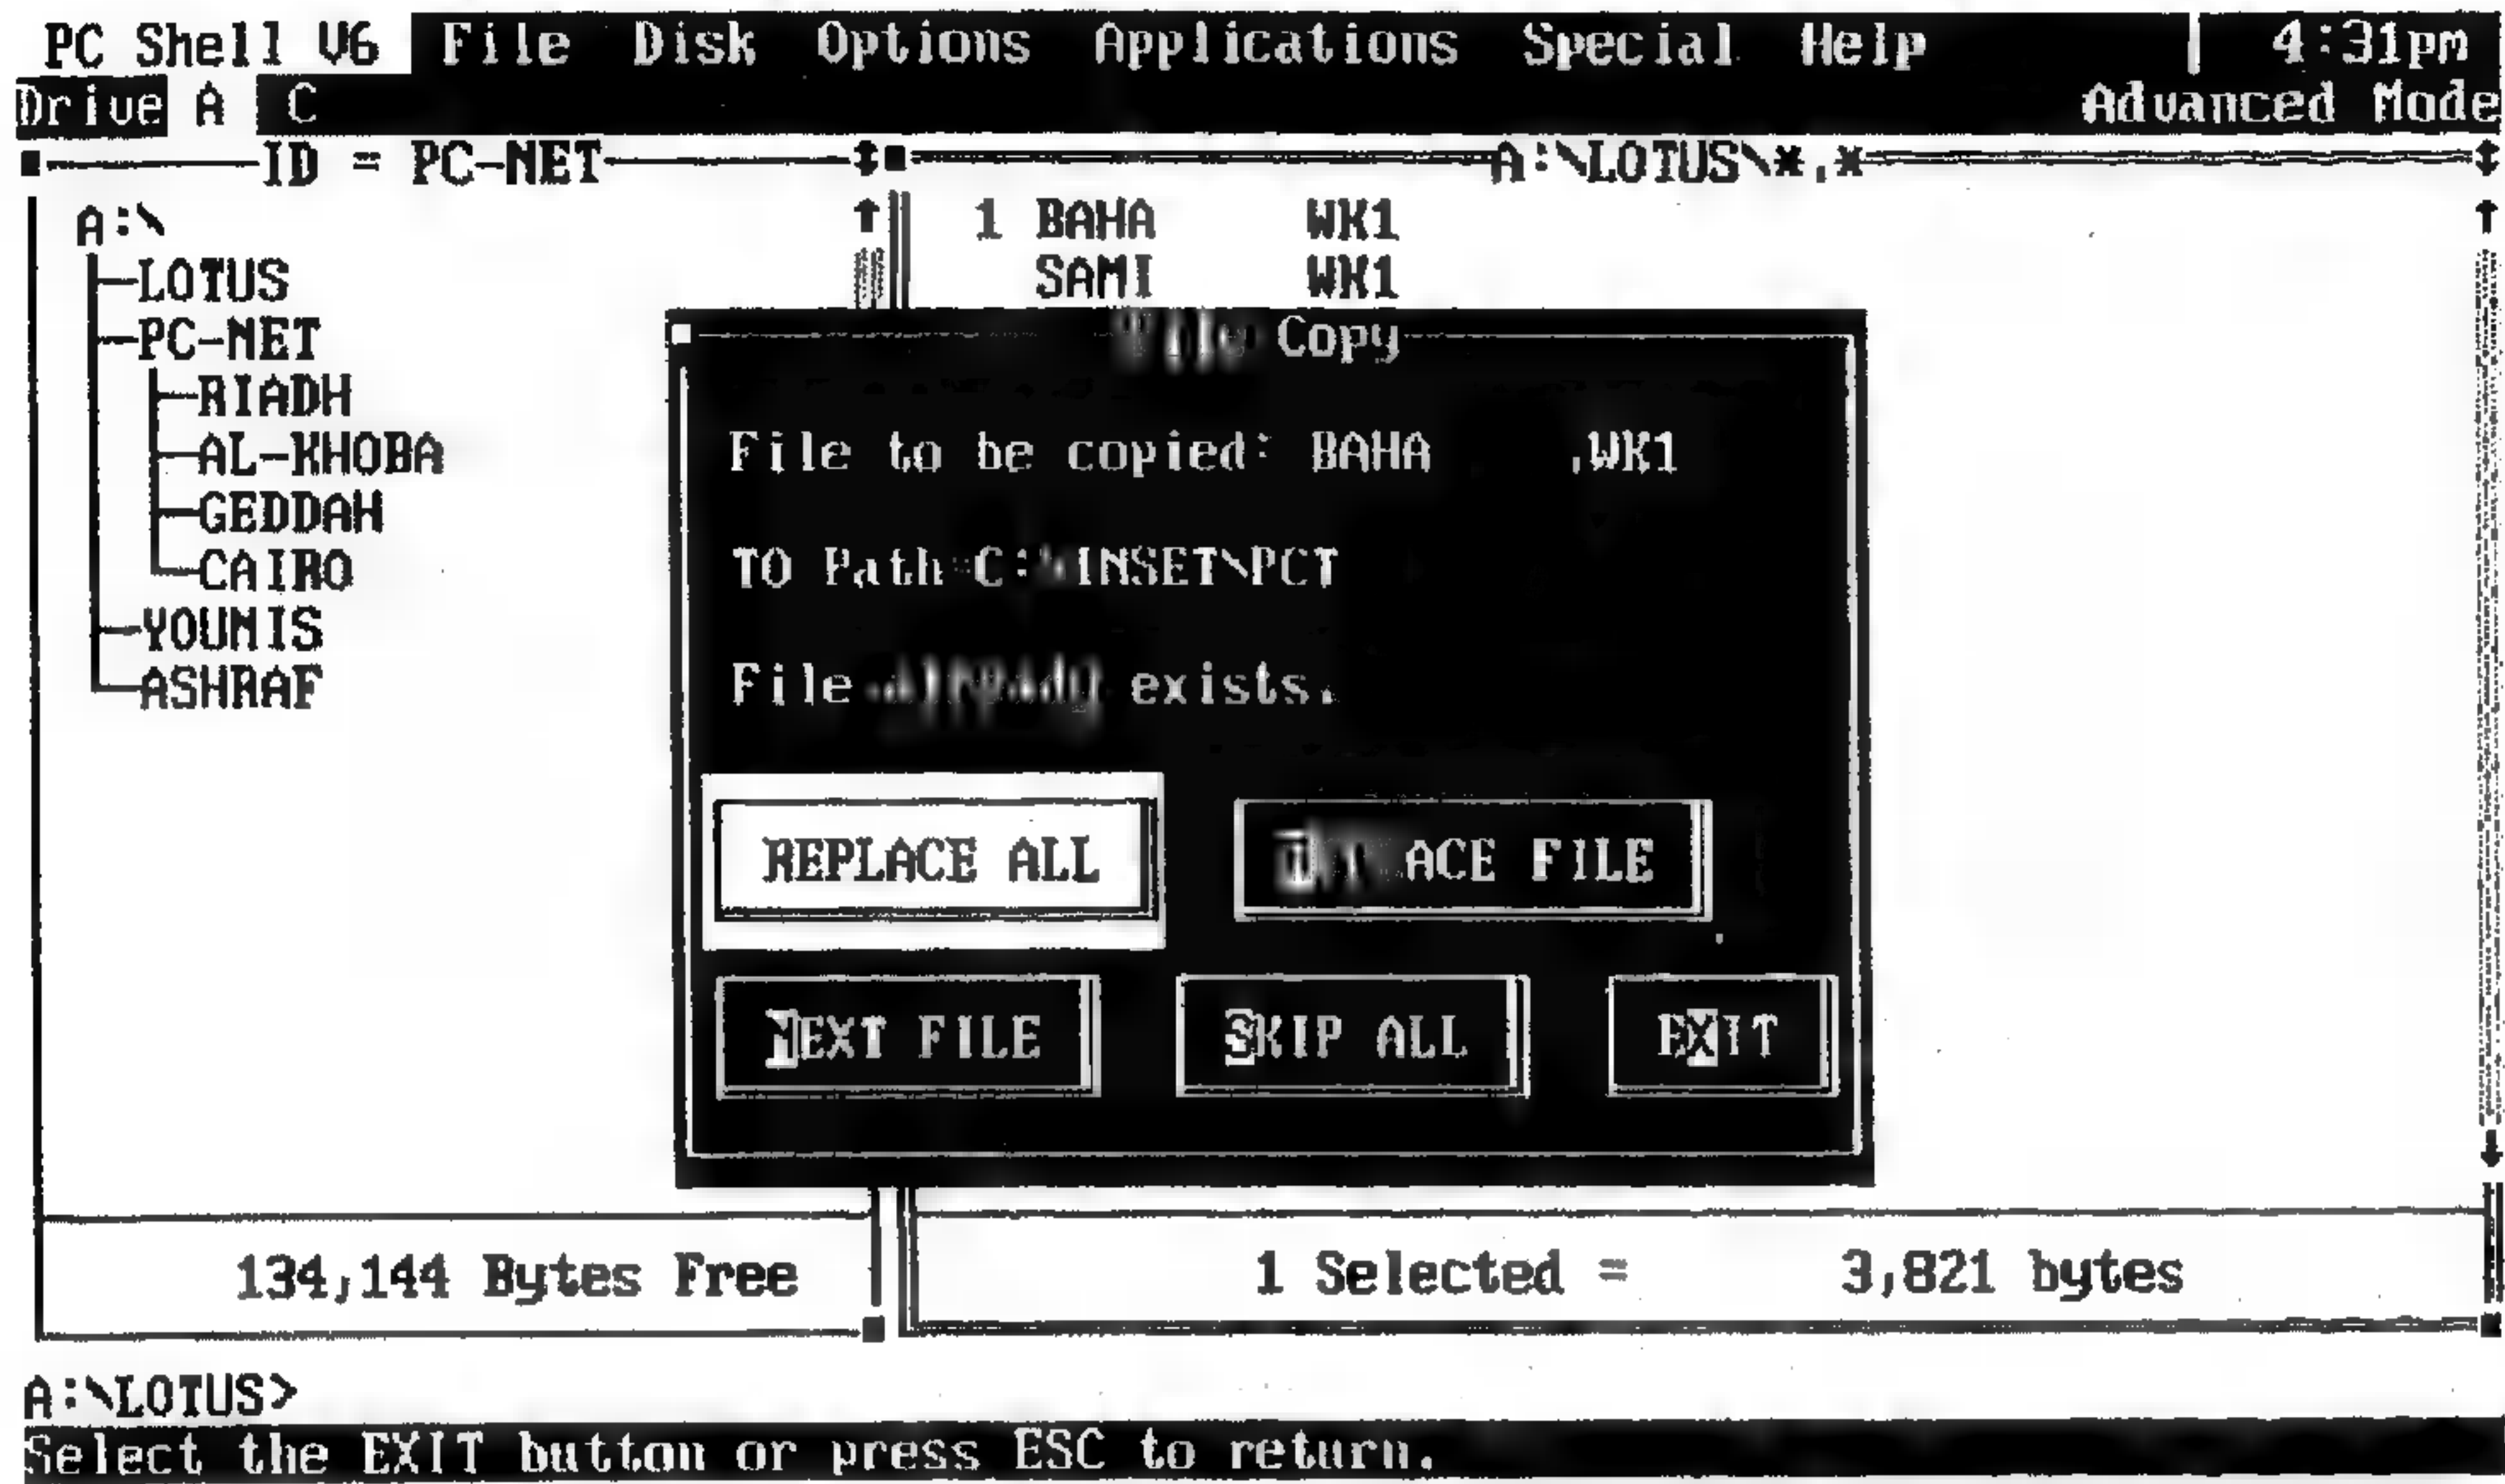 PC Shell V6 File Disk Options Applications Special Help 4:31pm
Drive A C Advanced Mode
ID = PC-NET
A:\LOTUS\*.*
A:\
LOTUS
PC-NET
RIADH
AL-KHOBA
GEDDAH
CAIRO
YOUNIS
ASHRAF
1 BAHA WK1
SAMI WK1
Copy
File to be copied: BAHA .WK1
TO Path C:\INSET\PCT
File already exists.
REPLACE ALL
FILE
NEXT FILE
SKIP ALL
EXIT
134,144 Bytes Free
1 Selected = 3,821 bytes
A:\LOTUS>
Select the EXIT button or press ESC to return.